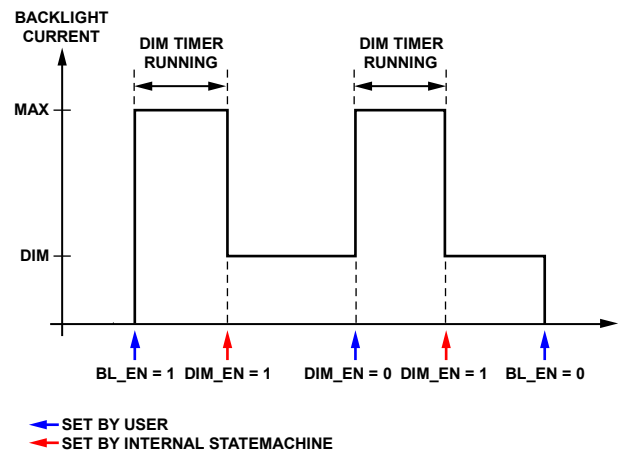 BACKLIGHT
CURRENT
DIM TIMER
RUNNING
DIM TIMER
RUNNING
MAX
DIM
BL_EN = 1
DIM_EN = 1
DIM_EN = 0
DIM_EN = 1
BL_EN = 0
SET BY USER
SET BY INTERNAL STATEMACHINE